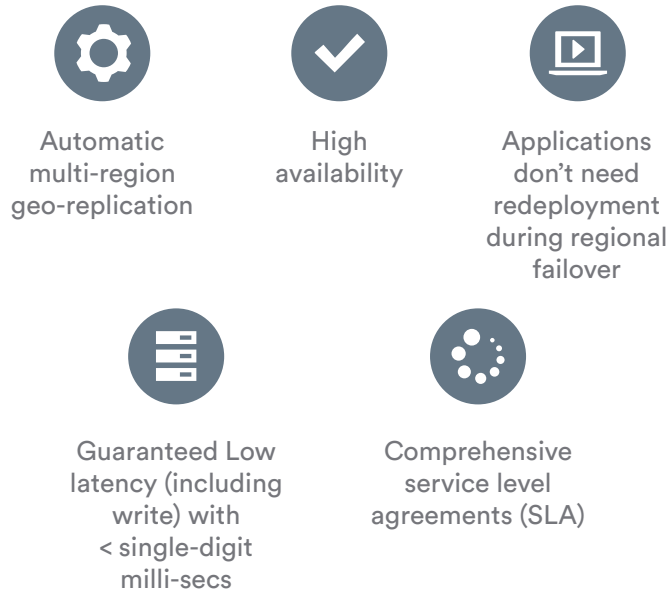 Automatic
multi-region
geo-replication
High
availability
Applications
don’t need
redeployment
during regional
failover
Guaranteed Low
latency (including
write) with
< single-digit
milli-secs
Comprehensive
service level
agreements (SLA)